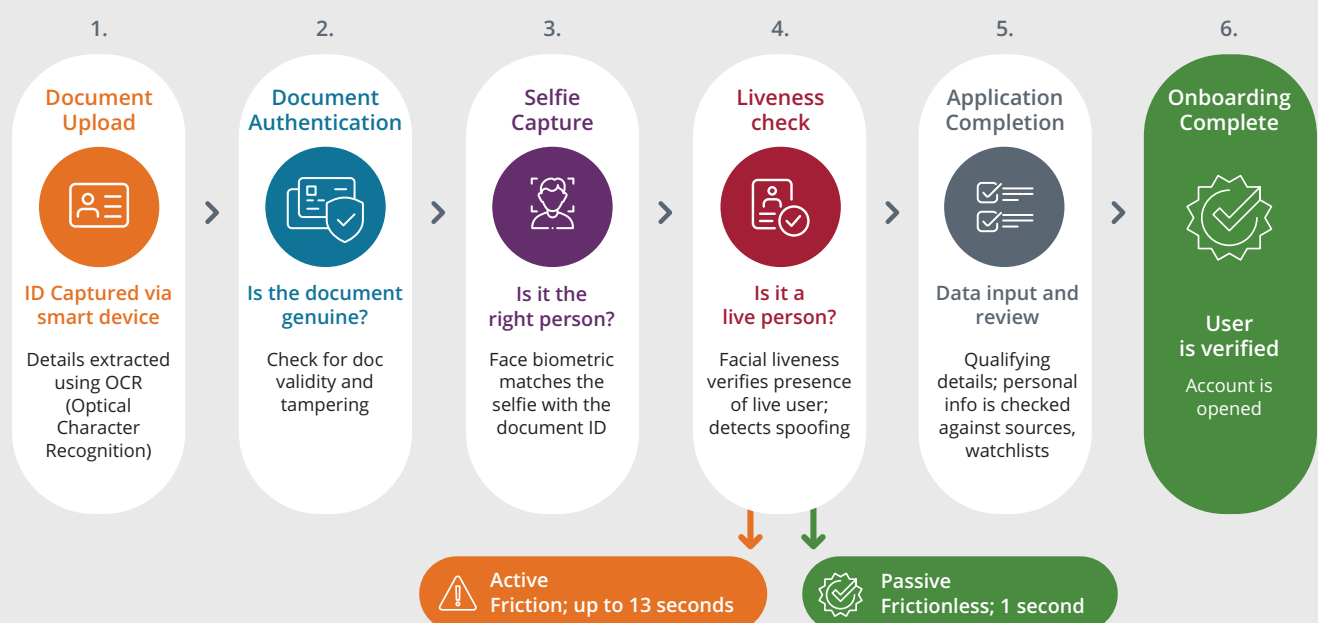 1.
Document
Upload
ID Captured via
smart device
Details extracted
using OCR
(Optical
Character
Recognition)
2.
Document
Authentication
Is the document
genuine?
Check for doc
validity and
tampering
3.
Selfie
Capture
Is it the
right person?
Face biometric
matches the
selfie with the
document ID
4.
Liveness
check
Is it a
live person?
Facial liveness
verifies presence
of live user;
detects spoofing
5.
Application
Completion
Data input and
review
Qualifying
details; personal
info is checked
against sources,
watchlists
6.
Onboarding
Complete
User
is verified
Account is
opened
Active
Friction; up to 13 seconds
Passive
Frictionless; 1 second